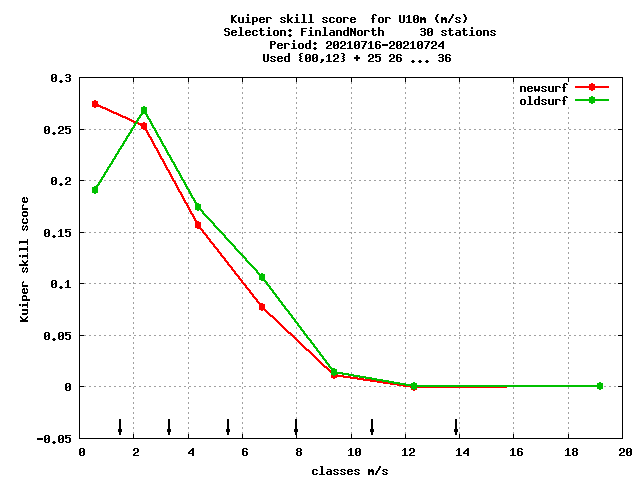 Kuiper skill score  for U10m (m/s)
Selection: FinlandNorth     30 stations
Period: 20210716-20210724
Used {00,12} + 25 26 ... 36
newsurf
oldsurf
0.3
0.25
0.2
0.15
0.1
0.05
0
-0.05
Kuiper skill score
0 2 4 6 8 10 12 14 16 18 20
classes m/s